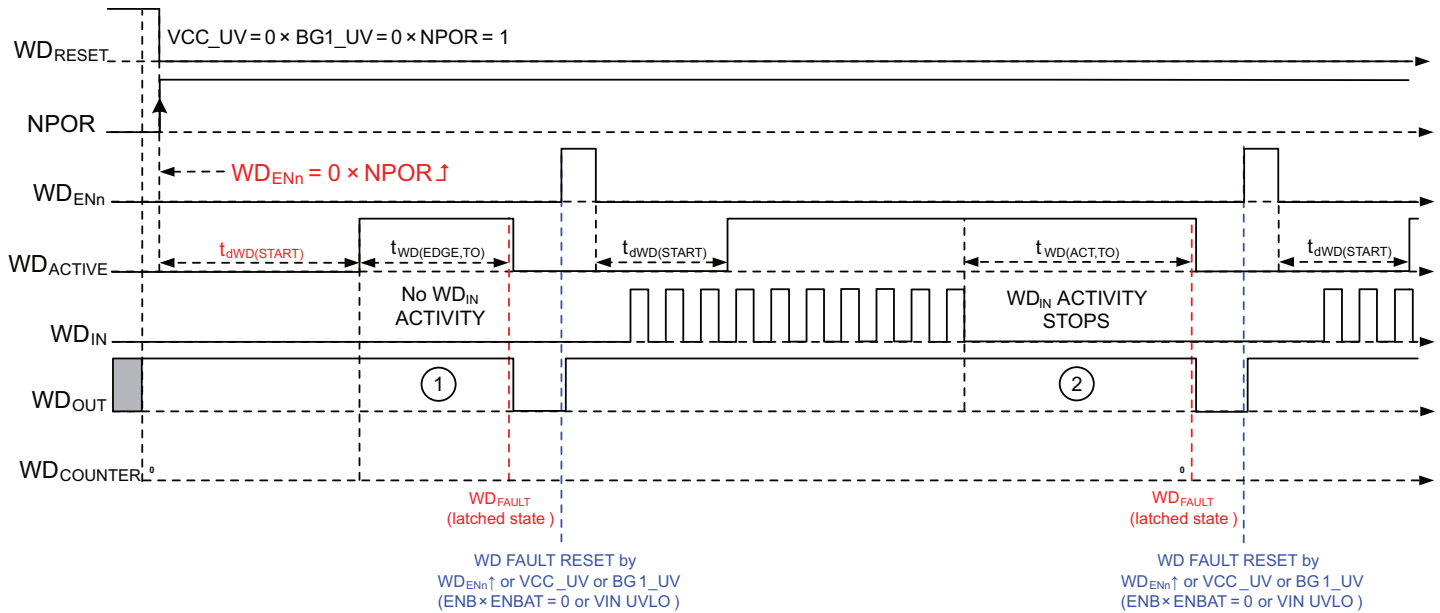 WDRESET
VCC_UV = 0 × BG1_UV = 0 × NPOR = 1
NPOR
WDENn = 0 × NPOR↑
WDENn
tdWD(START)
tWD(EDGE,TO)
tdWD(START)
tWD(ACT,TO)
tdWD(START)
WDACTIVE
No WDIN
ACTIVITY
WDIN ACTIVITY
STOPS
WDIN
1
2
WDOUT
WDCOUNTER
0
0
WDFAULT
(latched state )
WDFAULT
(latched state )
WD FAULT RESET by
WDENn↑ or VCC_UV or BG1_UV
(ENB × ENBAT = 0 or VIN UVLO )
WD FAULT RESET by
WDENn↑ or VCC_UV or BG1_UV
(ENB × ENBAT = 0 or VIN UVLO )